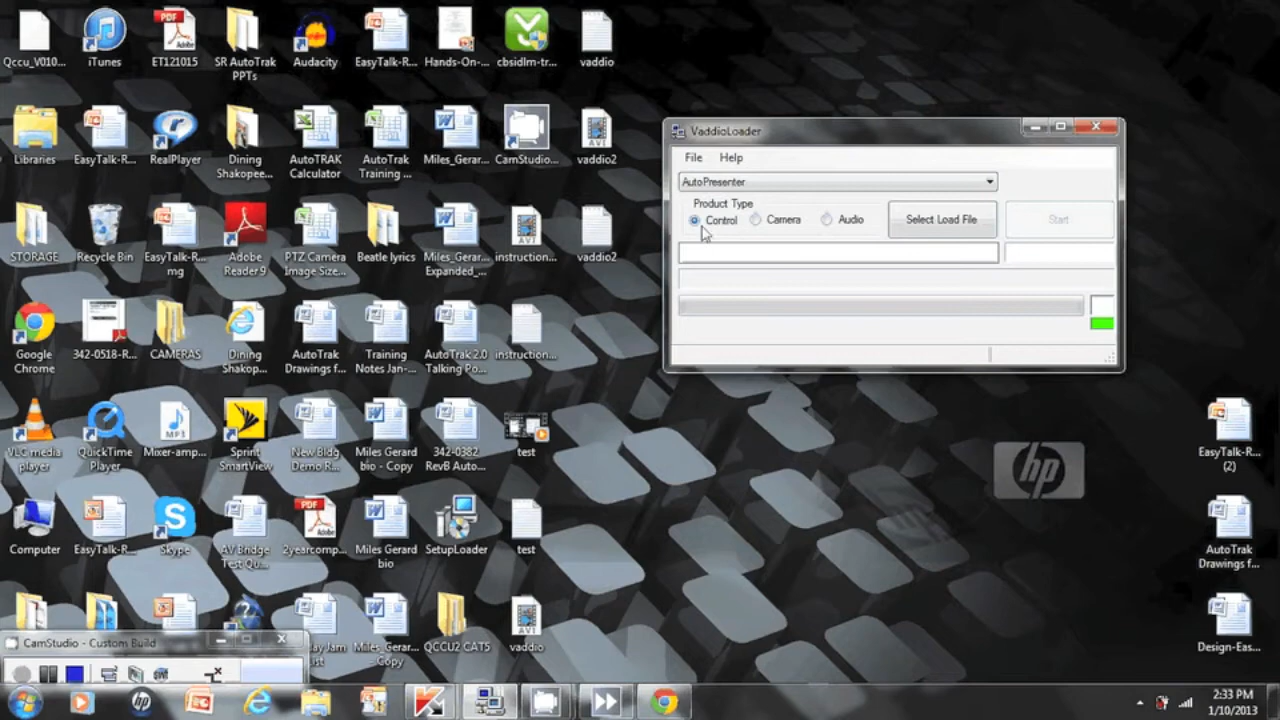 Qccu_V010...
iTunes
ET121015
SR AutoTrak
PPTs
Audacity
EasyTalk-R...
Hands-On-...
cbsidlm-tr...
vaddio
Libraries
EasyTalk-R...
RealPlayer
Dining
Shakopee...
AutoTRAK
Calculator
AutoTrak
Training ...
Miles_Gerar...
CamStudio...
vaddio2
STORAGE
Recycle Bin
EasyTalk-R...
mg
Adobe
Reader 9
PTZ Camera
Image Size...
Beatle lyrics
Miles_Gerar...
Expanded_...
instruction...
vaddio2
Google
Chrome
342-0518-R...
CAMERAS
Dining
Shakop...
AutoTrak
Drawings f...
Training
Notes Jan-...
AutoTrak 2.0
Talking Po...
instruction...
VLC media
player
QuickTime
Player
Mixer-amp...
Sprint
SmartView
New Bldg
Demo R...
Miles Gerard
bio - Copy
342-0382
RevB Auto...
test
Computer
EasyTalk-R...
Skype
AV Bridge
Test Qu...
2yearcomp...
Miles Gerard
bio
SetupLoader
test
Miles_Gerar...
- Copy
QCCU2 CAT5
vaddio
VaddioLoader
File Help
AutoPresenter
Product Type
Control Camera Audio
Select Load File
Start
hp
EasyTalk-R...
(2)
AutoTrak
Drawings f...
Design-Eas...
CamStudio - Custom Build
2:33 PM
1/10/2013